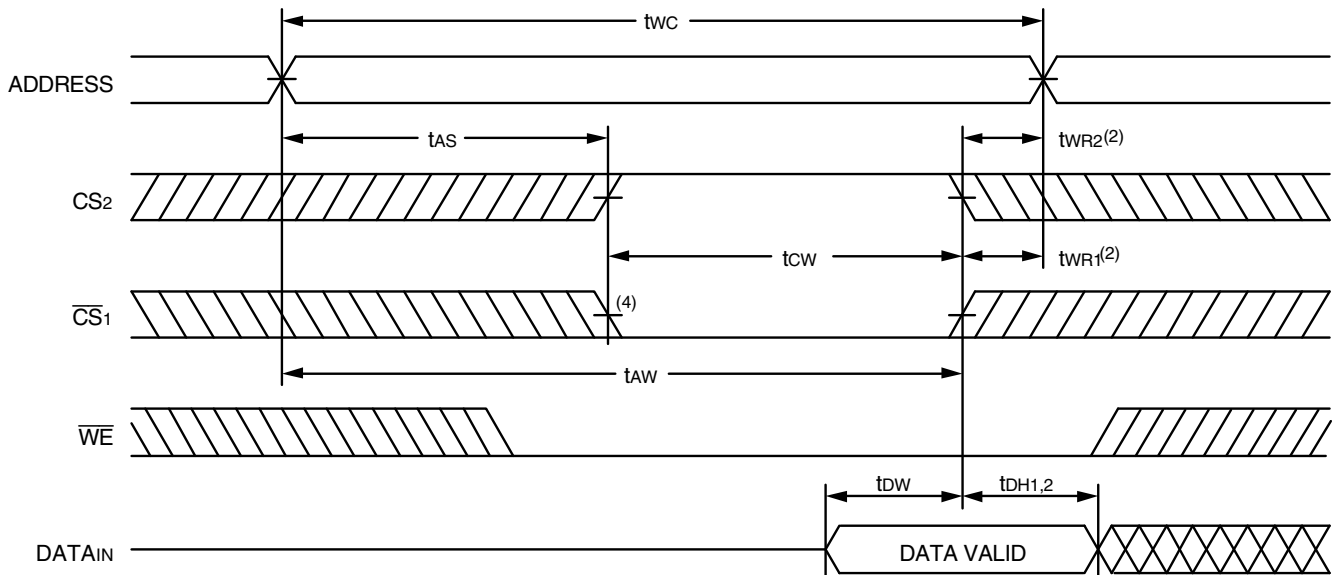 tWC
ADDRESS
tAS
tWR2(2)
CS2
tCW
tWR1(2)
CS1
(4)
tAW
WE
tDW
tDH1,2
DATAIN
DATA VALID